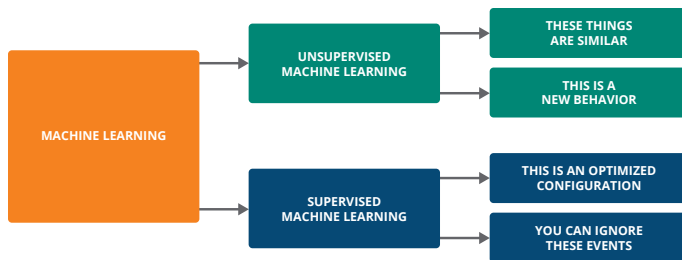 MACHINE LEARNING
UNSUPERVISED
MACHINE LEARNING
THESE THINGS
ARE SIMILAR
THIS IS A
NEW BEHAVIOR
SUPERVISED
MACHINE LEARNING
THIS IS AN OPTIMIZED
CONFIGURATION
YOU CAN IGNORE
THESE EVENTS